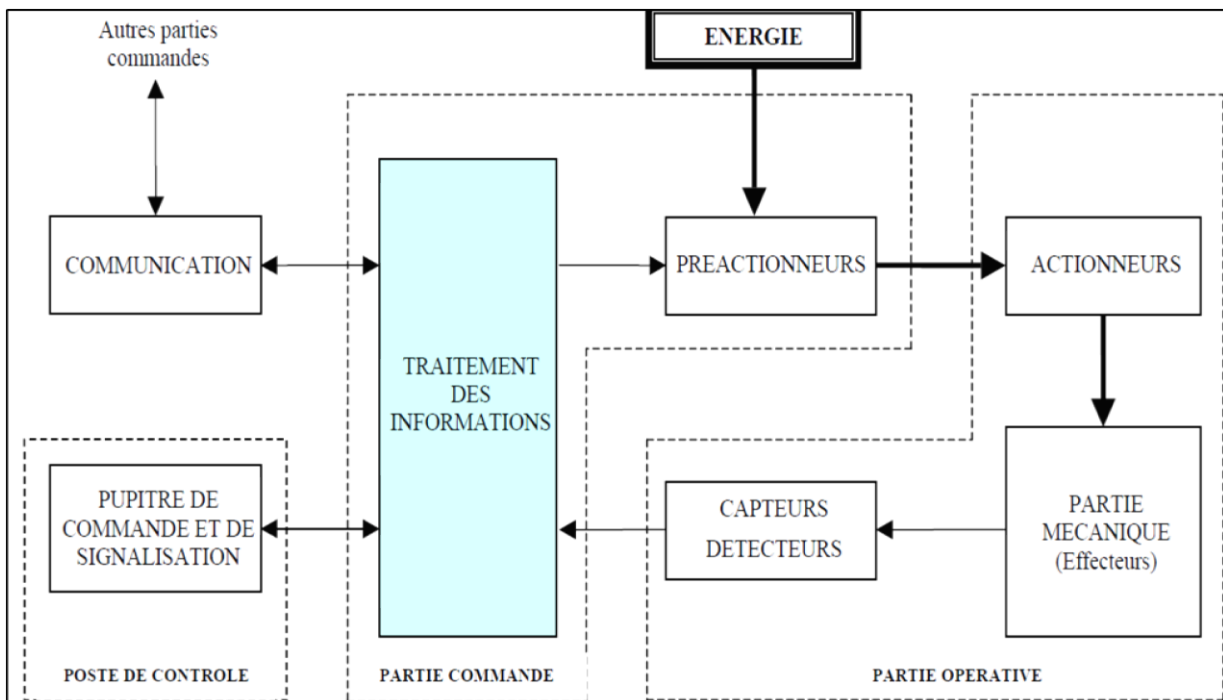 Autres parties
commandes
ENERGIE
COMMUNICATION
PREACTIONNEURS
ACTIONNEURS
TRAITEMENT
DES
INFORMATIONS
PUPITRE DE
COMMANDE ET DE
SIGNALISATION
CAPTEURS
DETECTEURS
PARTIE
MECANIQUE
(Effecteurs)
POSTE DE CONTROLE
PARTIE COMMANDE
PARTIE OPERATIVE